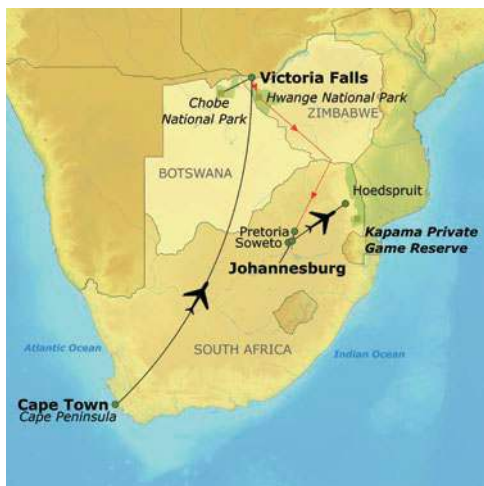 Victoria Falls
Chobe
National Park
Hwange National Park
ZIMBABWE
BOTSWANA
Hoedspruit
Pretoria
Soweto
Kapama Private
Game Reserve
Johannesburg
Atlantic Ocean
SOUTH AFRICA
Indian Ocean
Cape Town
Cape Peninsula